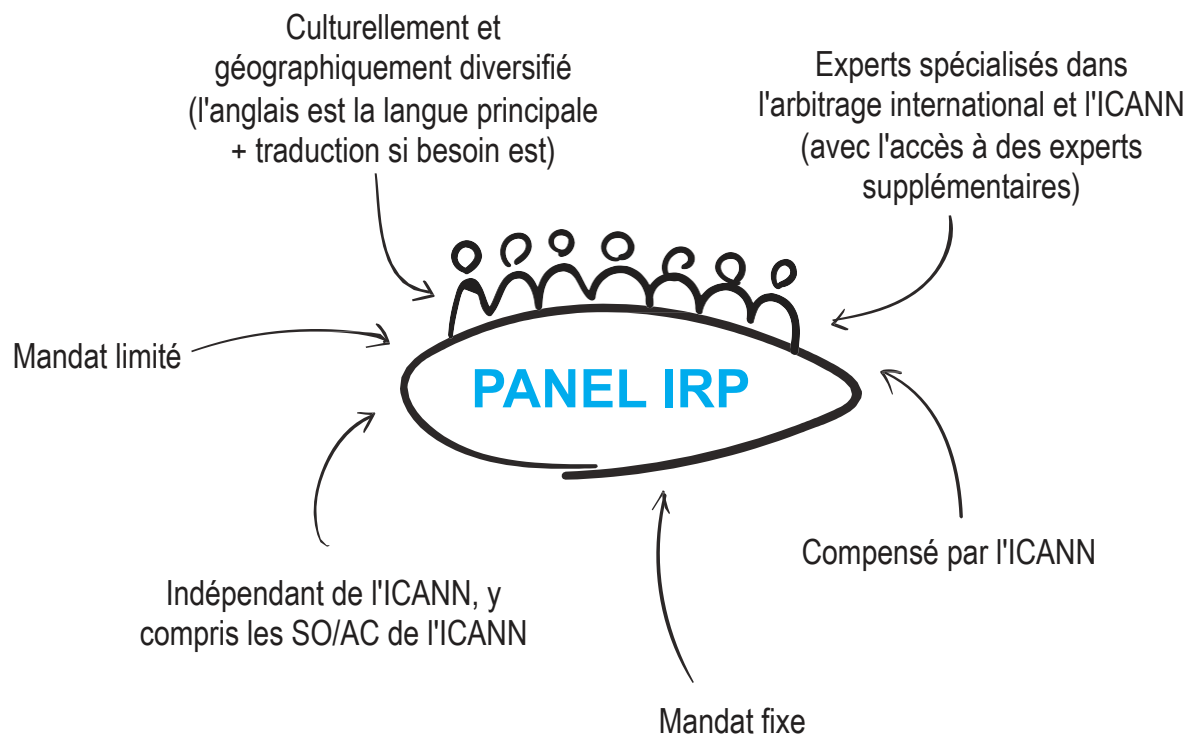 Culturellement et
géographiquement diversifié
(l'anglais est la langue principale
+ traduction si besoin est)
Experts spécialisés dans
l'arbitrage international et l'ICANN
(avec l'accès à des experts
supplémentaires)
Mandat limité
PANEL IRP
Compensé par l'ICANN
Indépendant de l'ICANN, y
compris les SO/AC de l'ICANN
Mandat fixe